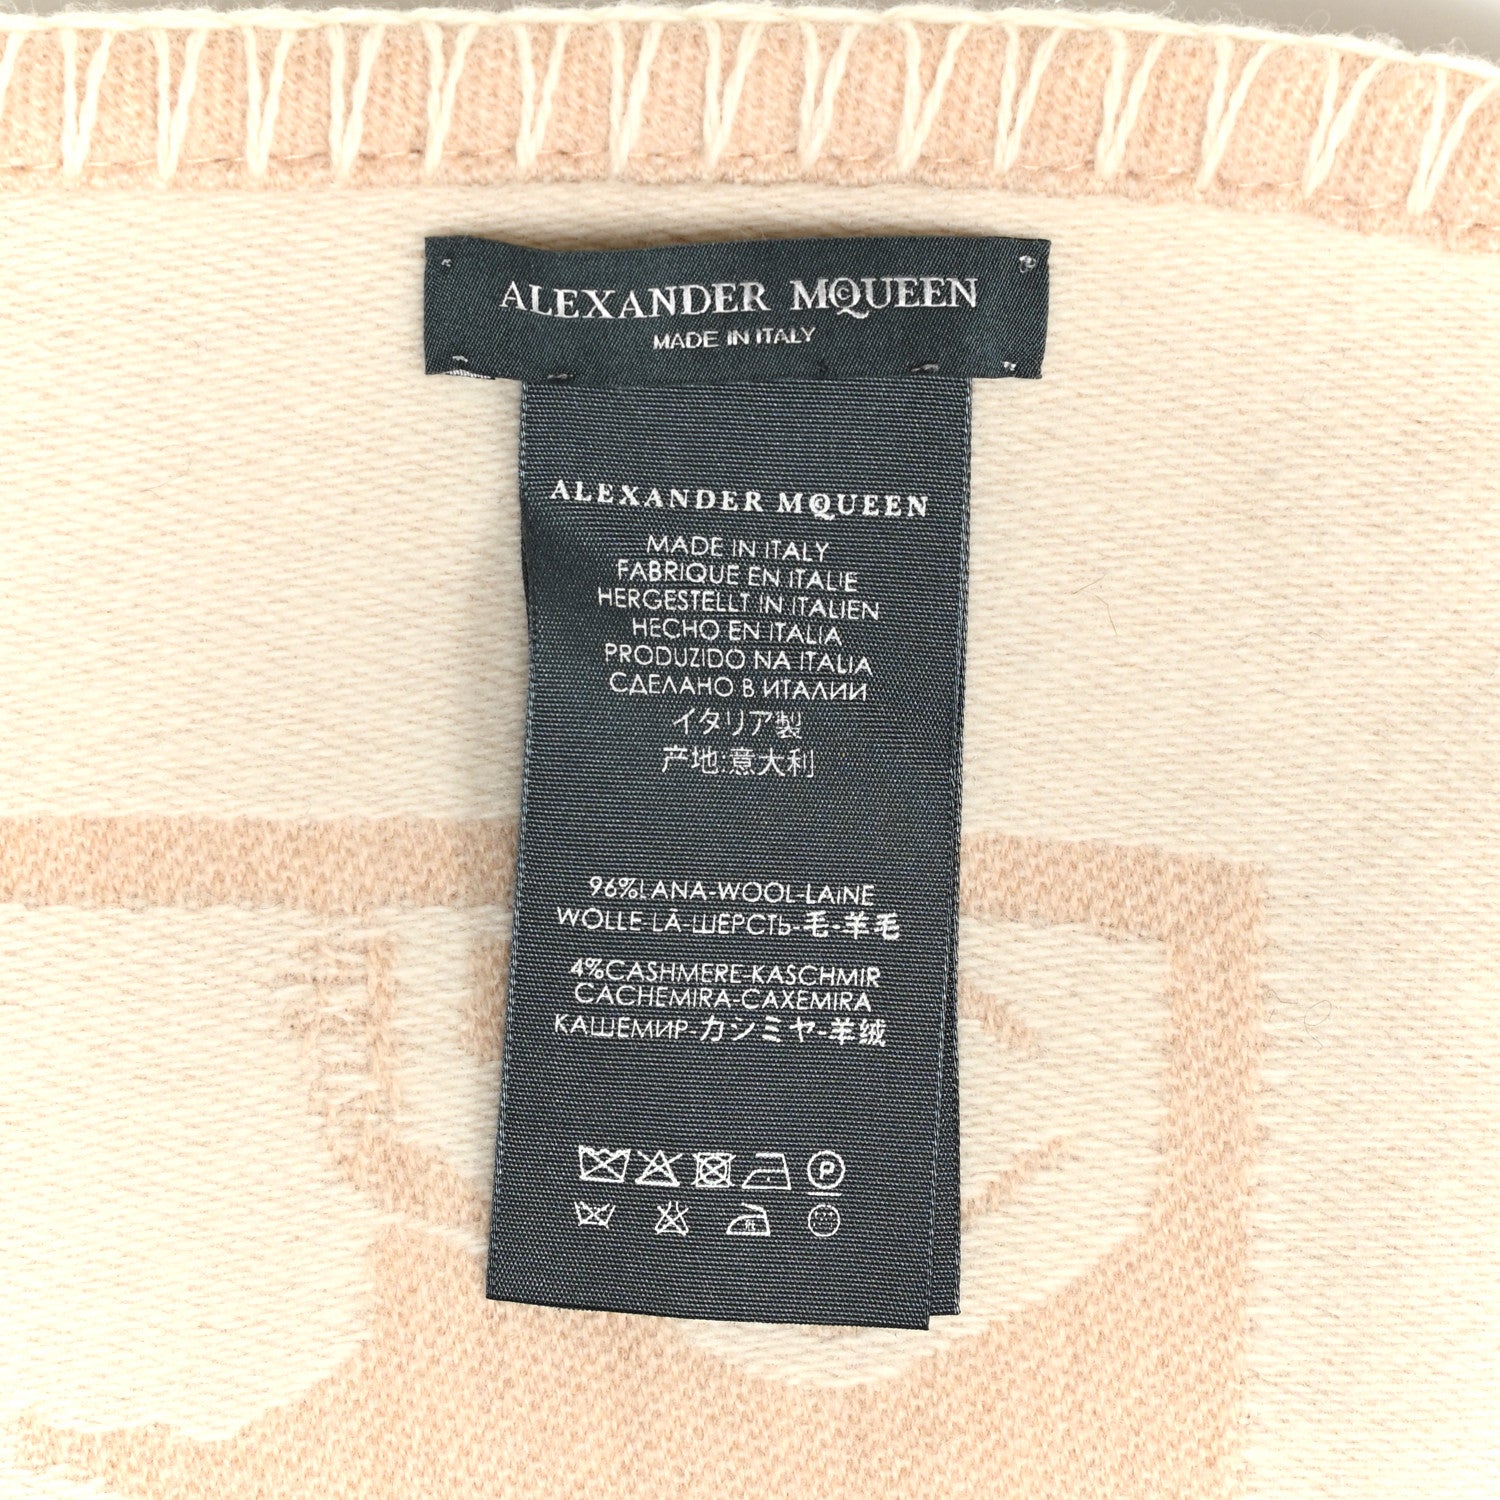 ALEXANDER MCQUEEN
MADE IN ITALY
ALEXANDER MCQUEEN
MADE IN ITALY
FABRIQUE EN ITALIE
HERGESTELLT IN ITALIEN
HECHO EN ITALIA
PRODUZIDO NA ITALIA
СДЕЛАНО В ИТАЛИИ
イタリア製
产地:意大利
96%LANA-WOOL-LAINE
WOLLE-LÃ-ШЕРСТЬ-毛-羊毛
4%CASHMERE-KASCHMIR
CACHEMIRA-CAXEMIRA
КАШЕМИР-カシミヤ-羊绒
P